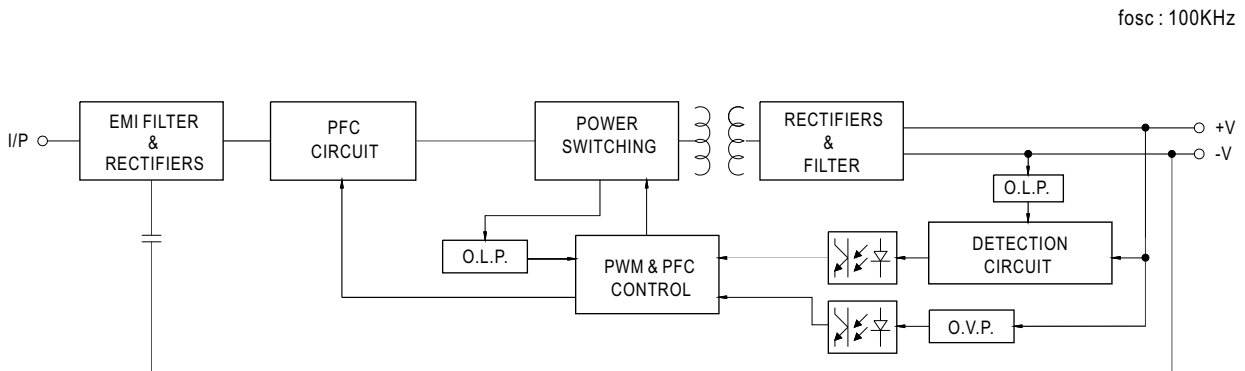 fosc : 100KHz
I/P
EMI FILTER
&
RECTIFIERS
PFC
CIRCUIT
POWER
SWITCHING
RECTIFIERS
&
FILTER
+V
-V
O.L.P.
O.L.P.
PWM & PFC
CONTROL
DETECTION
CIRCUIT
O.V.P.